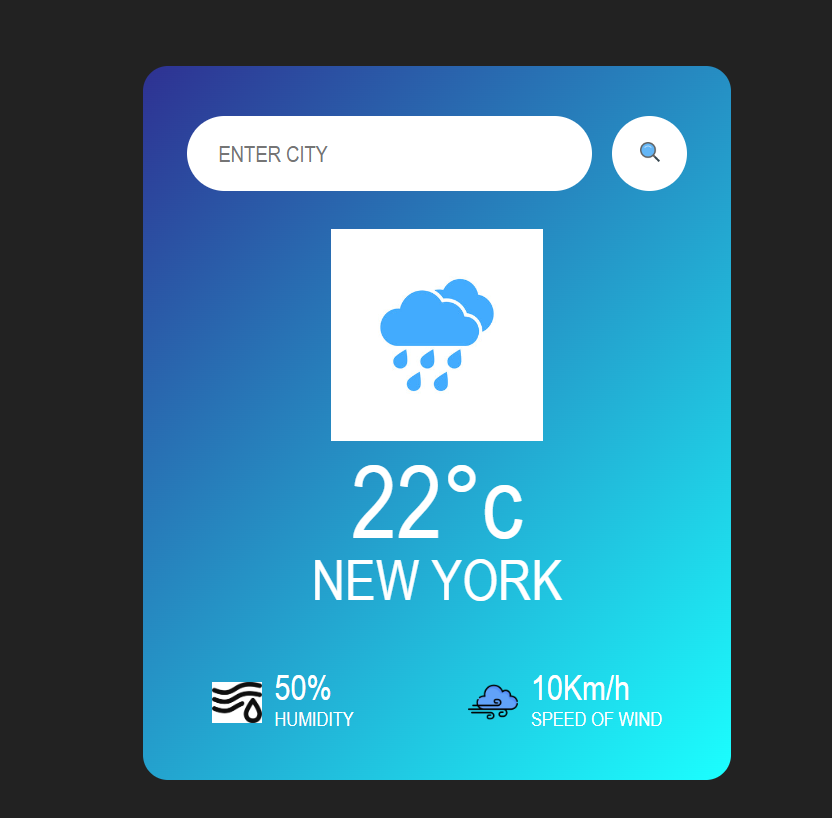 ENTER CITY
22°c
NEW YORK
50%
HUMIDITY
10Km/h
SPEED OF WIND